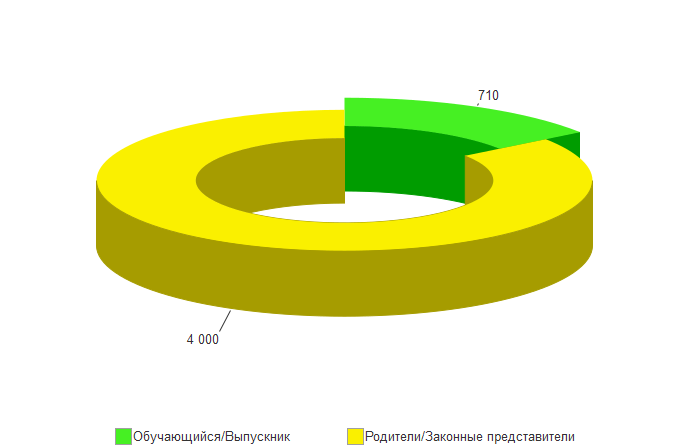 710
4 000
Обучающийся/Выпускник
Родители/Законные представители